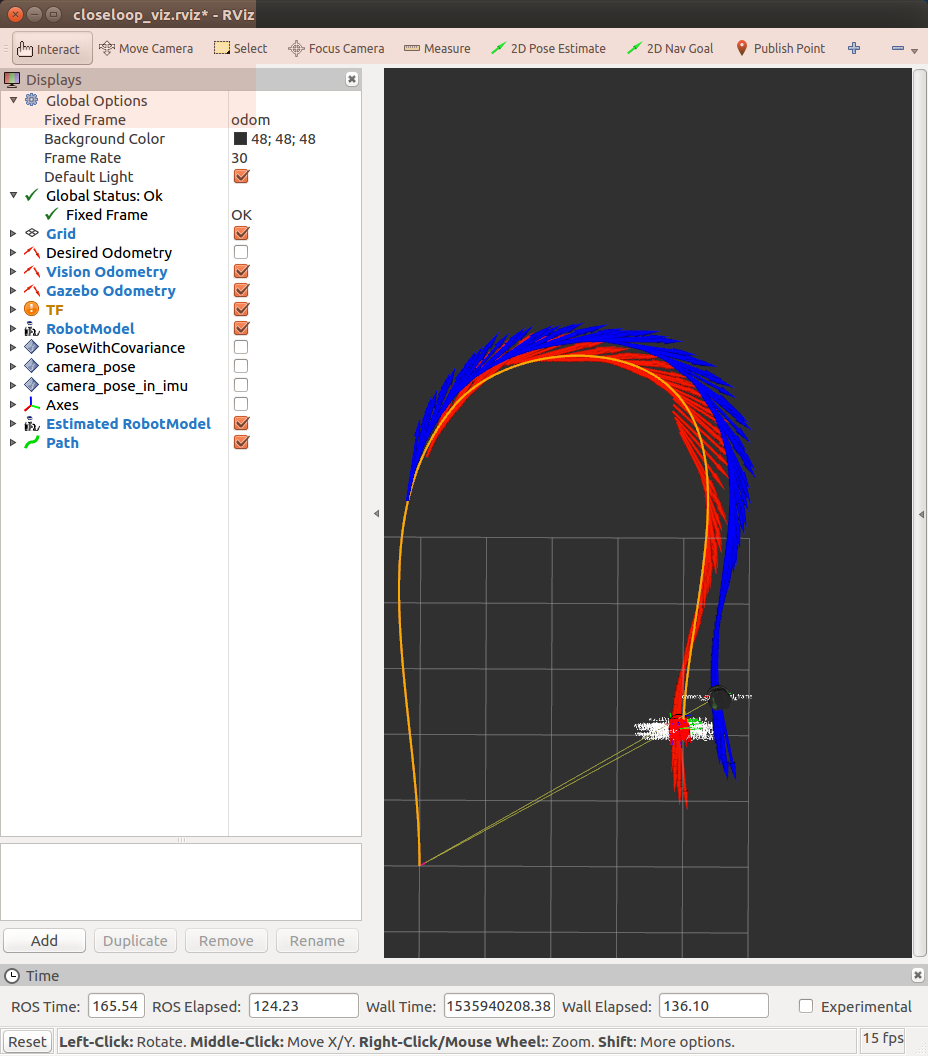 closeloop_viz.rviz* - RViz
Interact Move Camera Select Focus Camera Measure 2D Pose Estimate 2D Nav Goal Publish Point
Displays
Global Options
Fixed Frame odom
Background Color 48; 48; 48
Frame Rate 30
Default Light
Global Status: Ok
Fixed Frame OK
Grid
Desired Odometry
Vision Odometry
Gazebo Odometry
TF
RobotModel
PoseWithCovariance
camera_pose
camera_pose_in_imu
Axes
Estimated RobotModel
Path
Add Duplicate Remove Rename
Time
ROS Time: 165.54 ROS Elapsed: 124.23 Wall Time: 1535940208.38 Wall Elapsed: 136.10 Experimental
Reset Left-Click: Rotate. Middle-Click: Move X/Y. Right-Click/Mouse Wheel:: Zoom. Shift: More options. 15 fps